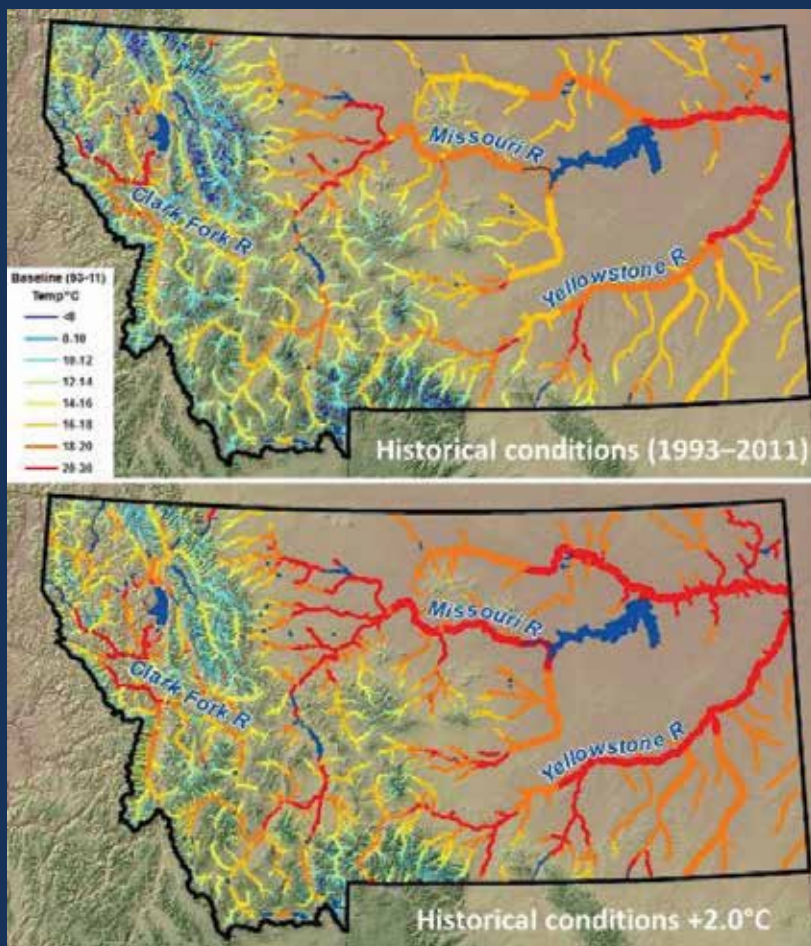 Missouri R
Clark Fork R
Yellowstone R
Baseline (93-11)
Temp°C
<8
8-10
10-12
12-14
14-16
16-18
18-20
20-30
Historical conditions (1993–2011)
Missouri R
Clark Fork R
Yellowstone R
Historical conditions +2.0°C